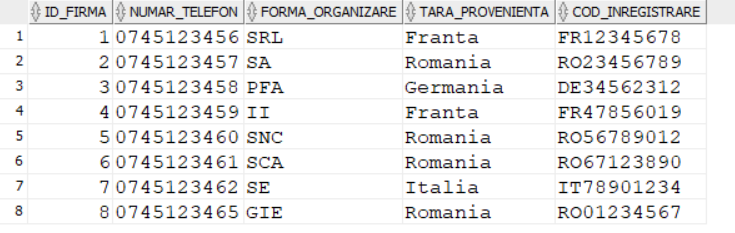 ID_FIRMA NUMAR_TELEFON FORMA_ORGANIZARE TARA_PROVENIENTA COD_INREGISTRARE
1 1 0745123456 SRL Franta FR12345678
2 2 0745123457 SA Romania RO23456789
3 3 0745123458 PFA Germania DE34562312
4 4 0745123459 II Franta FR47856019
5 5 0745123460 SNC Romania RO56789012
6 6 0745123461 SCA Romania RO67123890
7 7 0745123462 SE Italia IT78901234
8 8 0745123465 GIE Romania RO01234567